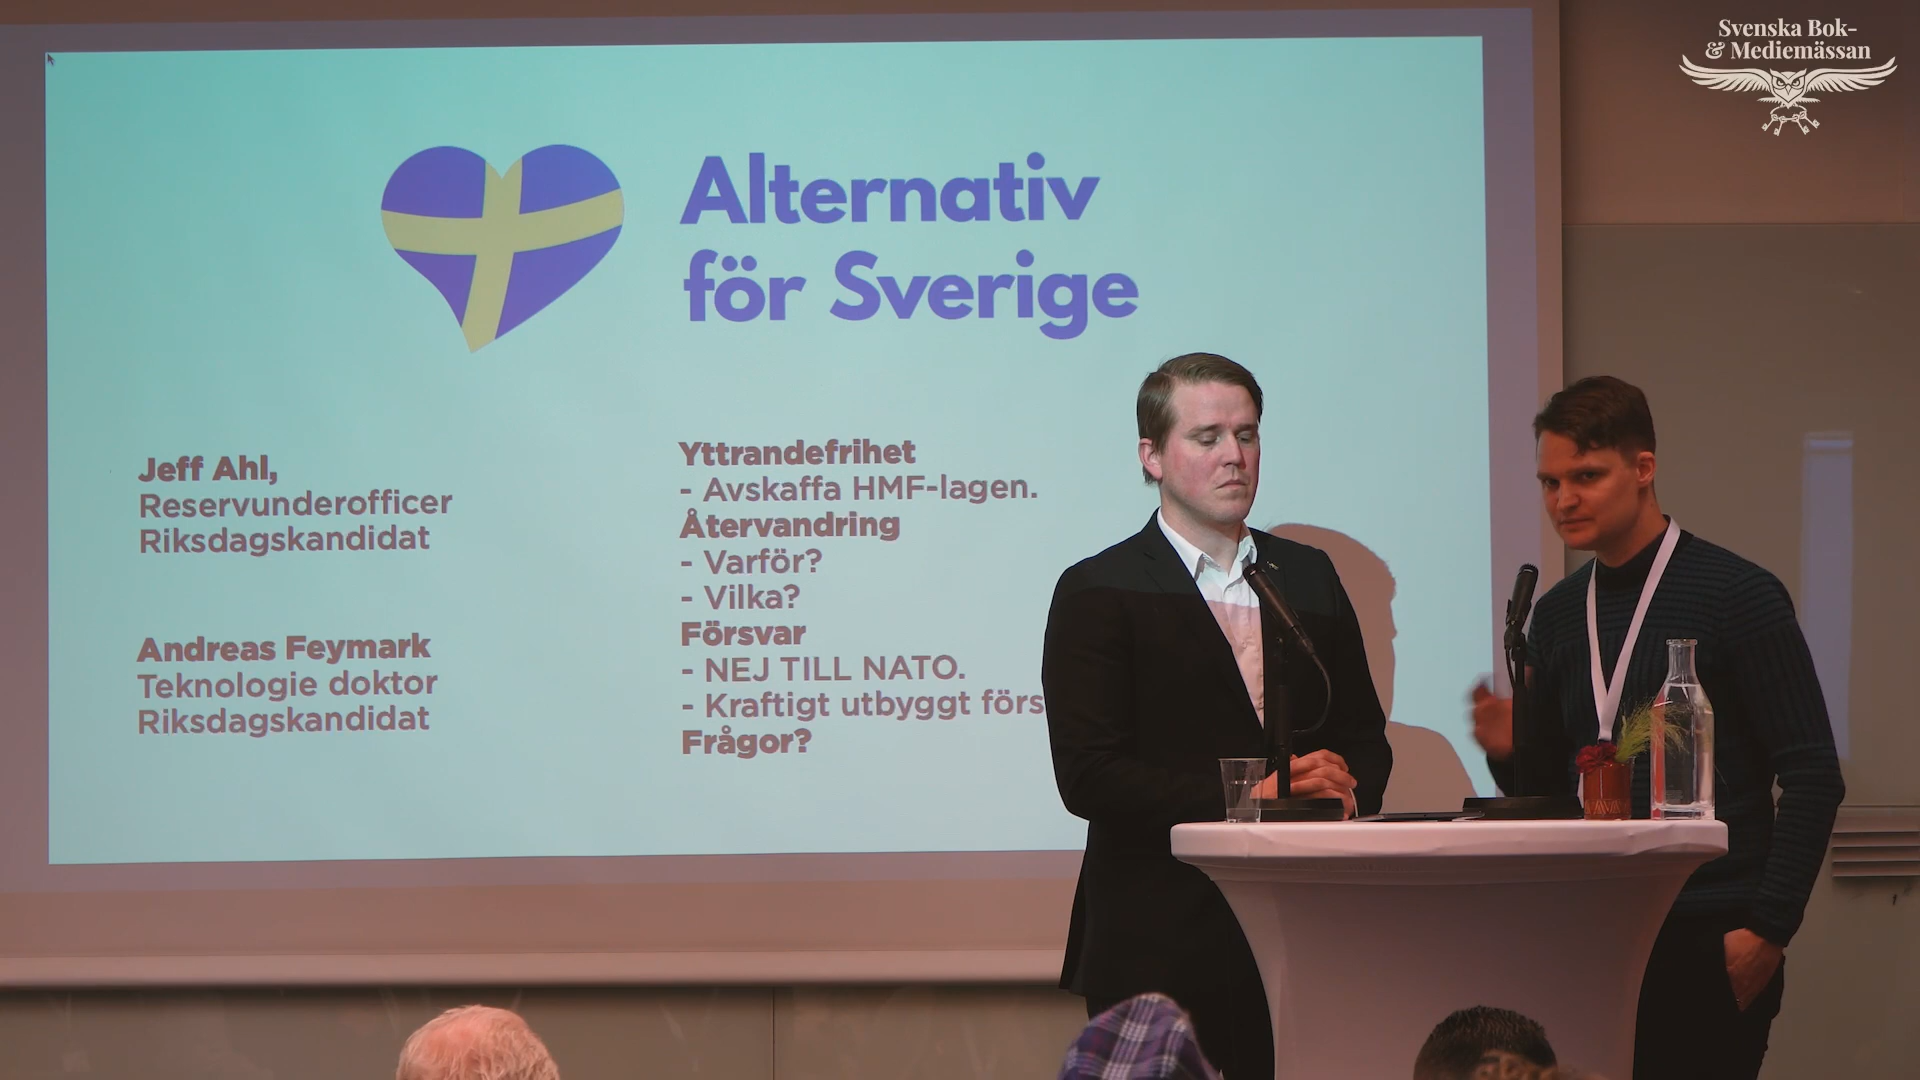 Svenska Bok-
& Mediemässan
Alternativ
för Sverige
Jeff Ahl,
Reservunderofficer
Riksdagskandidat
Andreas Feymark
Teknologie doktor
Riksdagskandidat
Yttrandefrihet
- Avskaffa HMF-lagen.
Återvandring
- Varför?
- Vilka?
Försvar
- NEJ TILL NATO.
- Kraftigt utbyggt förs
Frågor?